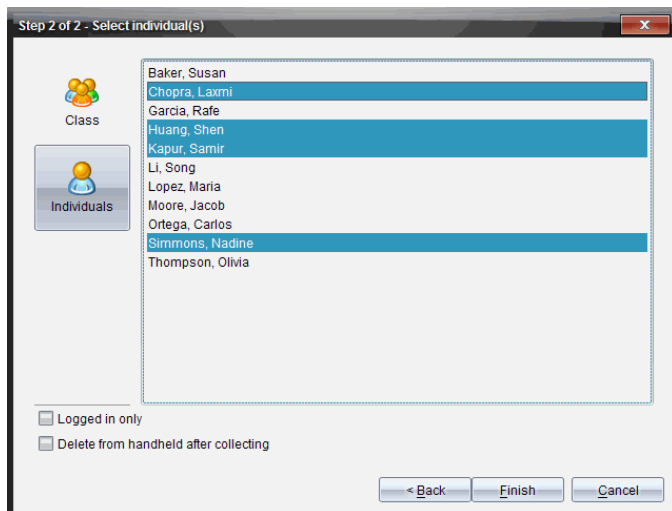 Step 2 of 2 - Select individual(s)
Class
Individuals
Baker, Susan
Chopra, Laxmi
Garcia, Rafe
Huang, Shen
Kapur, Samir
Li, Song
Lopez, Maria
Moore, Jacob
Ortega, Carlos
Simmons, Nadine
Thompson, Olivia
Logged in only
Delete from handheld after collecting
< Back
Finish
Cancel